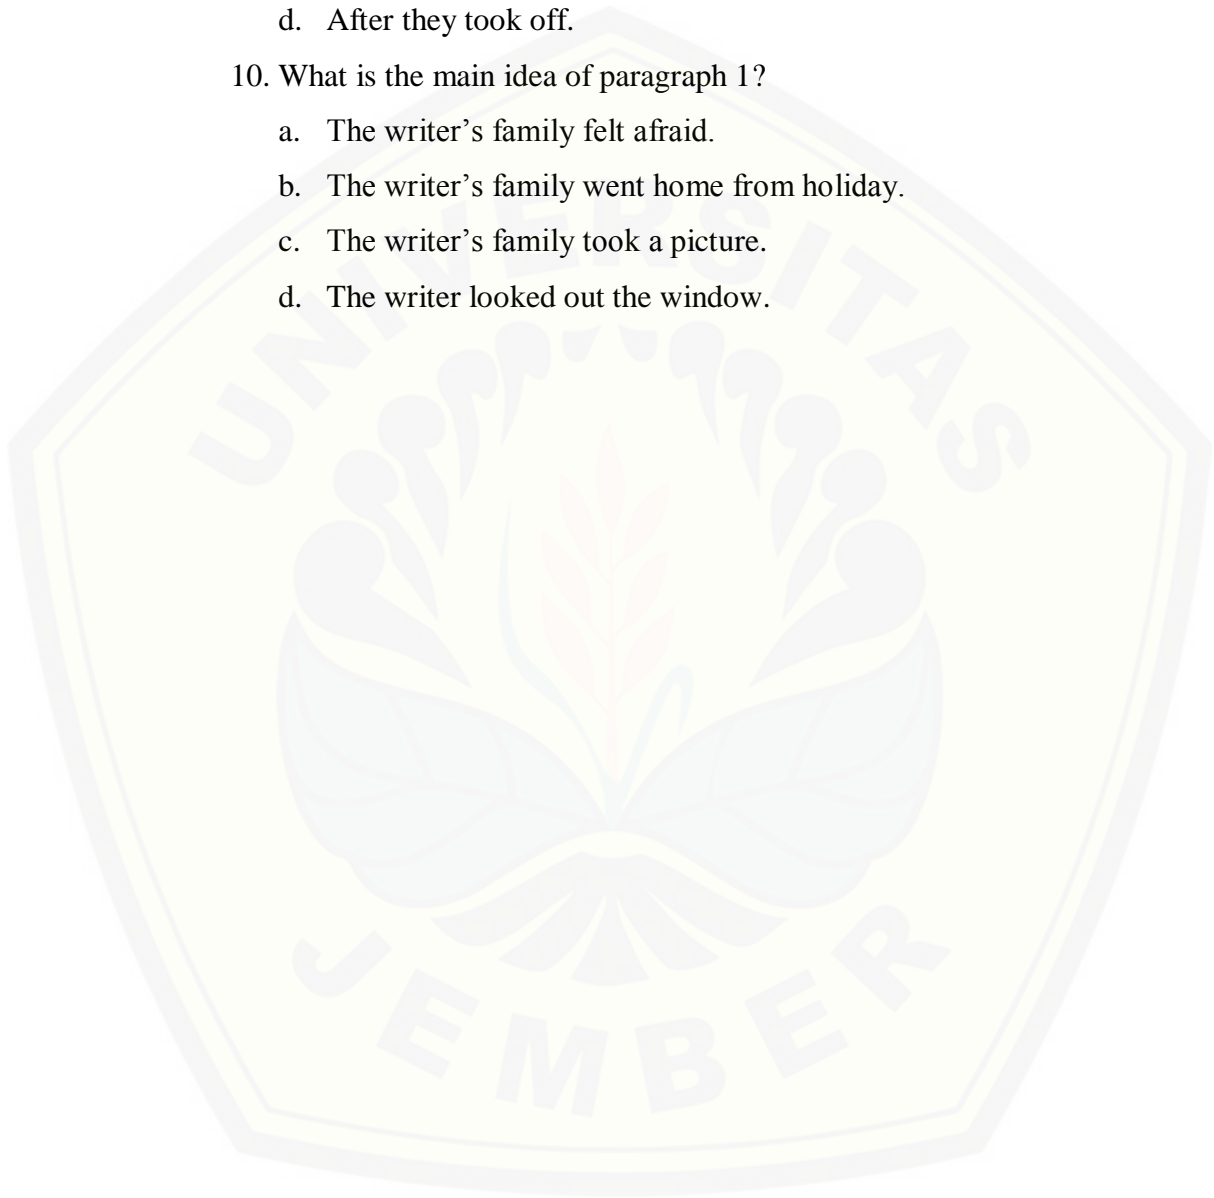 d. After they took off.
10. What is the main idea of paragraph 1?
a. The writer’s family felt afraid.
b. The writer’s family went home from holiday.
c. The writer’s family took a picture.
d. The writer looked out the window.
UNIVERSITAS
JEMBER